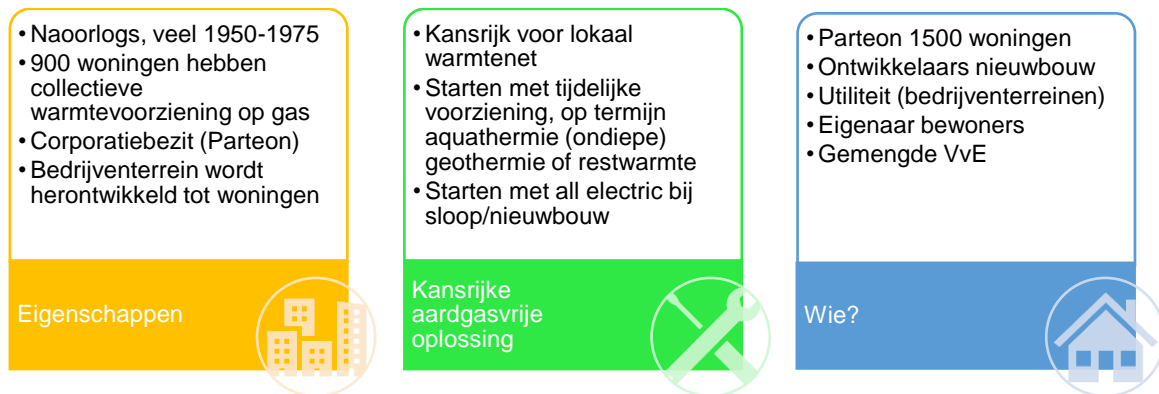 • Naoorlogs, veel 1950-1975
• 900 woningen hebben
collectieve
warmtevoorziening op gas
• Corporatiebezit (Parteon)
• Bedrijventerrein wordt
herontwikkeld tot woningen
Eigenschappen
• Kansrijk voor lokaal
warmtenet
• Starten met tijdelijke
voorziening, op termijn
aquathermie (ondiepe)
geothermie of restwarmte
• Starten met all electric bij
sloop/nieuwbouw
Kansrijke
aardgasvrije
oplossing
• Parteon 1500 woningen
• Ontwikkelaars nieuwbouw
• Utiliteit (bedrijventerreinen)
• Eigenaar bewoners
• Gemengde VvE
Wie?